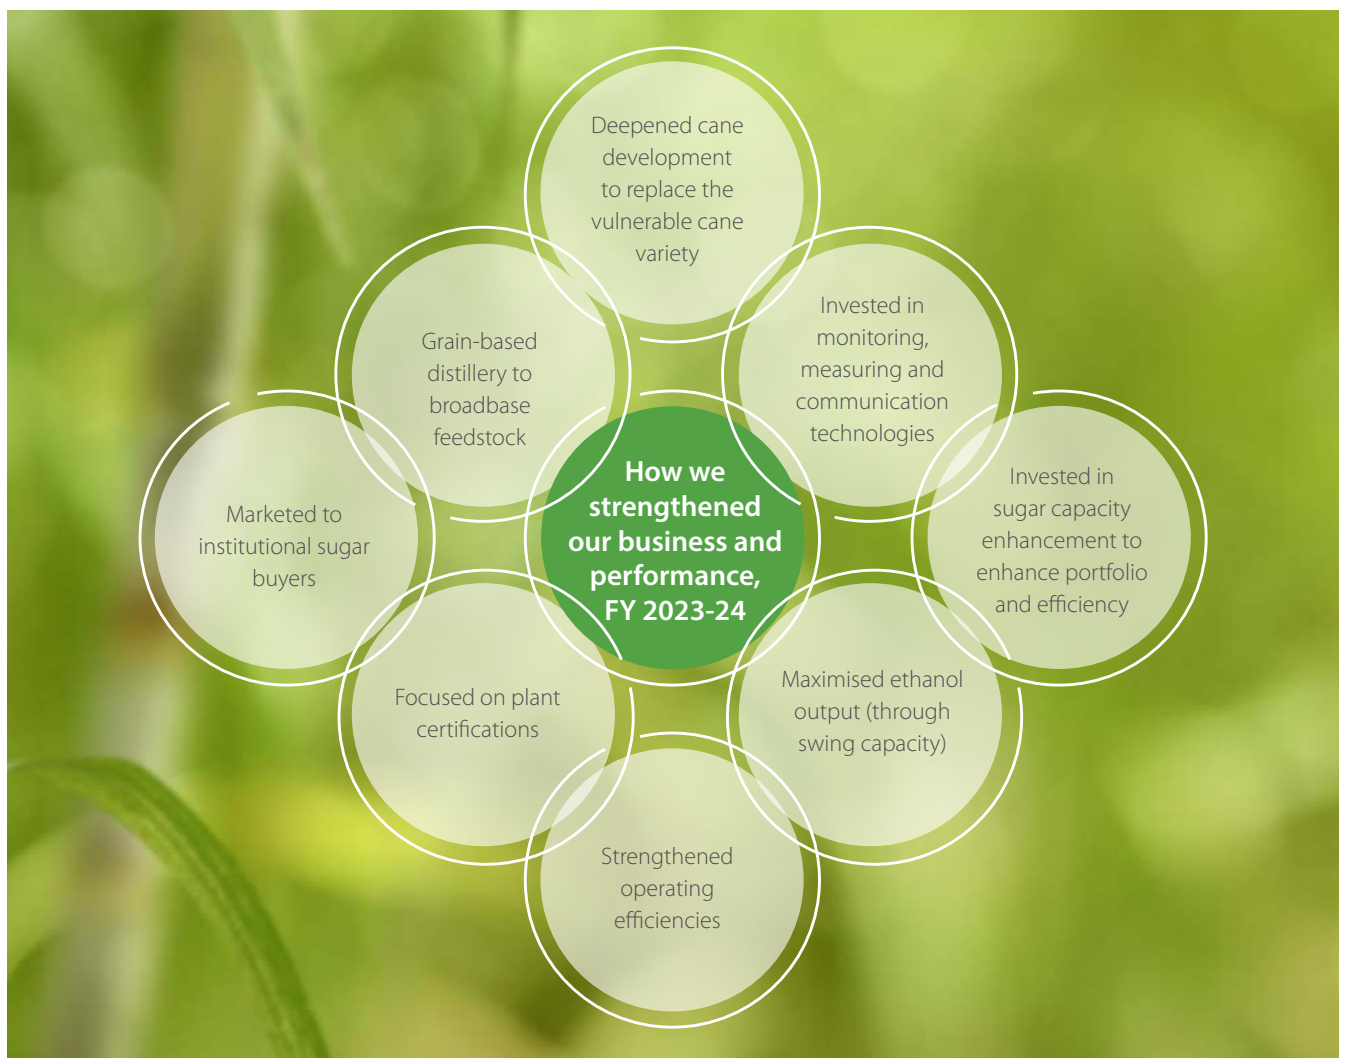 Deepened cane
development
to replace the
vulnerable cane
variety
Grain-based
distillery to
broadbase
feedstock
Invested in
monitoring,
measuring and
communication
technologies
Marketed to
institutional sugar
buyers
How we
strengthened
our business and
performance,
FY 2023-24
Invested in
sugar capacity
enhancement to
enhance portfolio
and efficiency
Focused on plant
certifications
Maximised ethanol
output (through
swing capacity)
Strengthened
operating
efficiencies